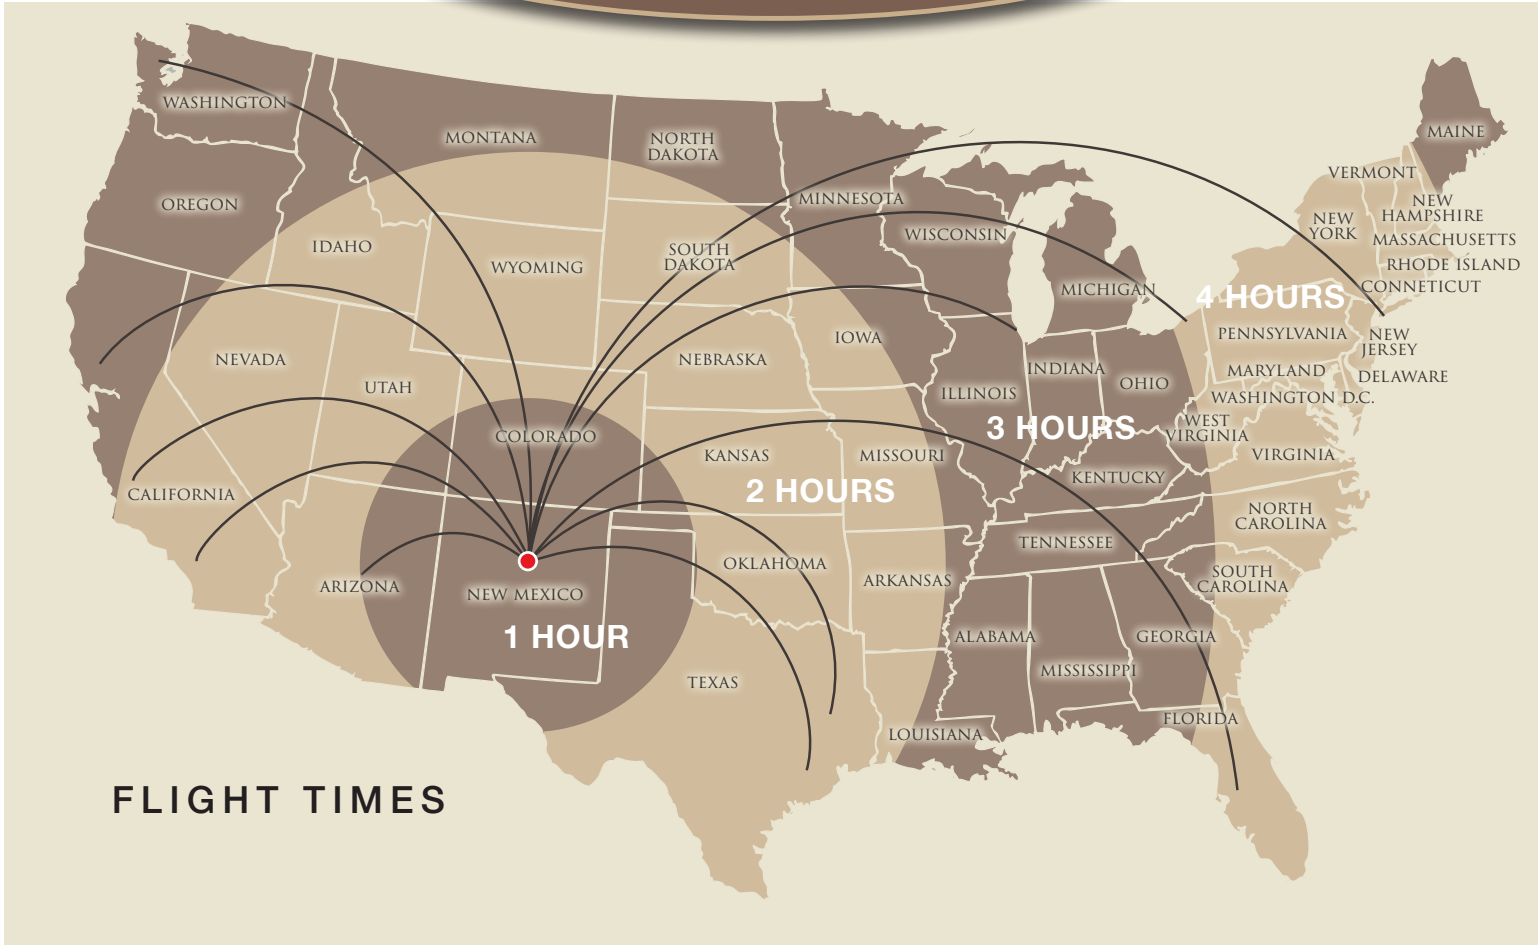 WASHINGTON
MONTANA
NORTH
DAKOTA
MAINE
VERMONT
OREGON
MINNESOTA
NEW
HAMPSHIRE
NEW
YORK
WISCONSIN
MASSACHUSETTS
IDAHO
SOUTH
DAKOTA
WYOMING
RHODE ISLAND
MICHIGAN
CONNETICUT
4 HOURS
PENNSYLVANIA
NEW
JERSEY
IOWA
NEVADA
NEBRASKA
UTAH
INDIANA
MARYLAND
DELAWARE
OHIO
ILLINOIS
WASHINGTON D.C.
3 HOURS
WEST
VIRGINIA
COLORADO
KANSAS
MISSOURI
VIRGINIA
KENTUCKY
2 HOURS
CALIFORNIA
NORTH
CAROLINA
TENNESSEE
OKLAHOMA
ARKANSAS
SOUTH
CAROLINA
ARIZONA
NEW MEXICO
1 HOUR
ALABAMA
GEORGIA
MISSISSIPPI
TEXAS
FLORIDA
LOUISIANA
FLIGHT TIMES